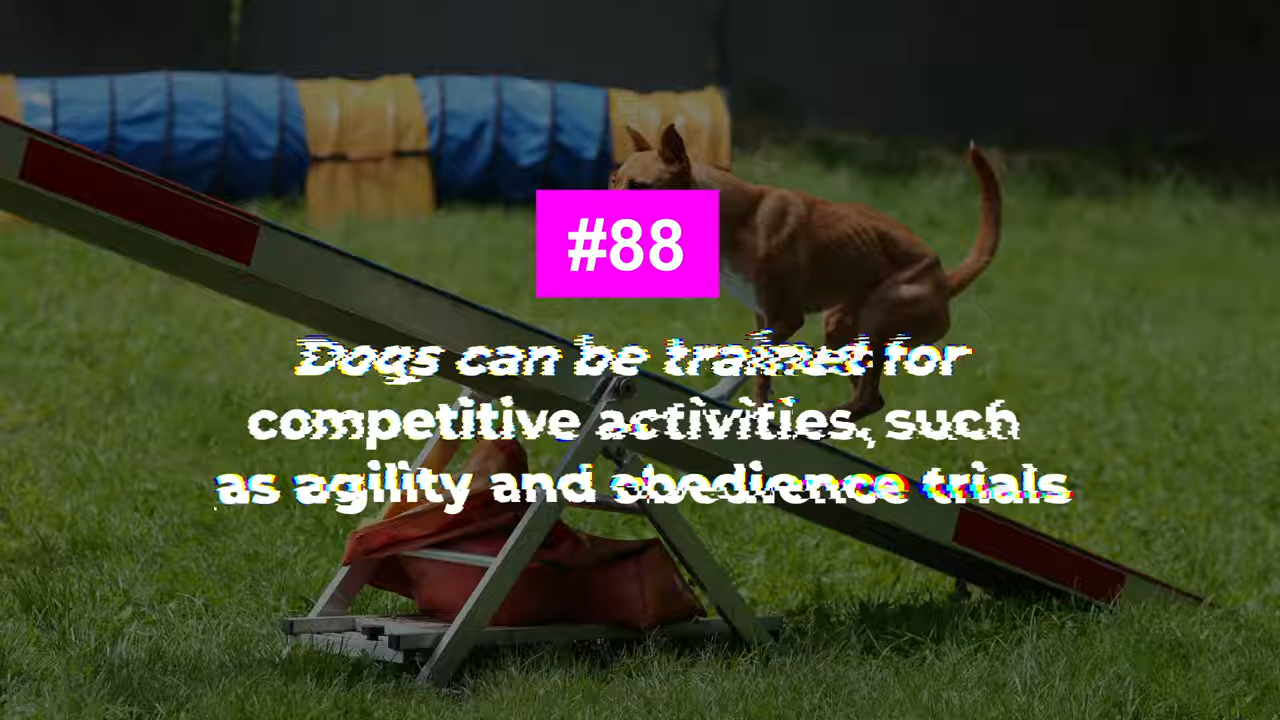 #88
Dogs can be trained for
competitive activities, such
as agility and obedience trials